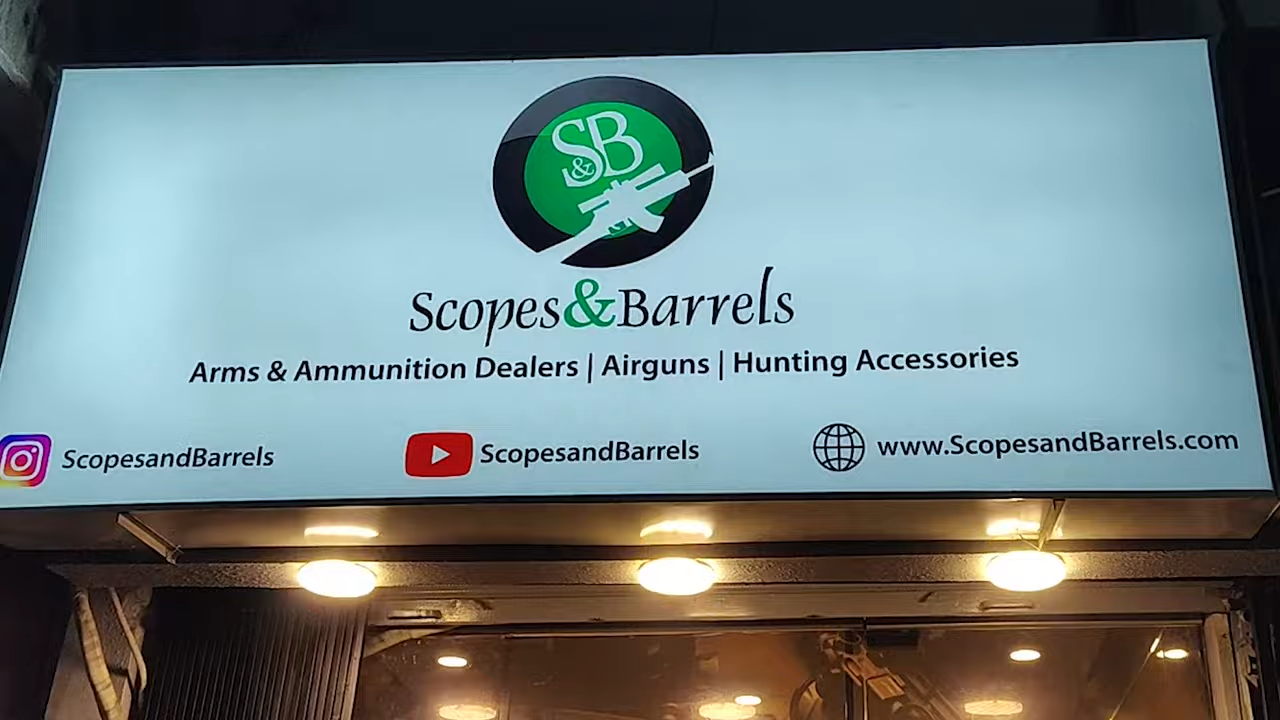 S&B
Scopes&Barrels
Arms & Ammunition Dealers | Airguns | Hunting Accessories
ScopesandBarrels
ScopesandBarrels
www.ScopesandBarrels.com